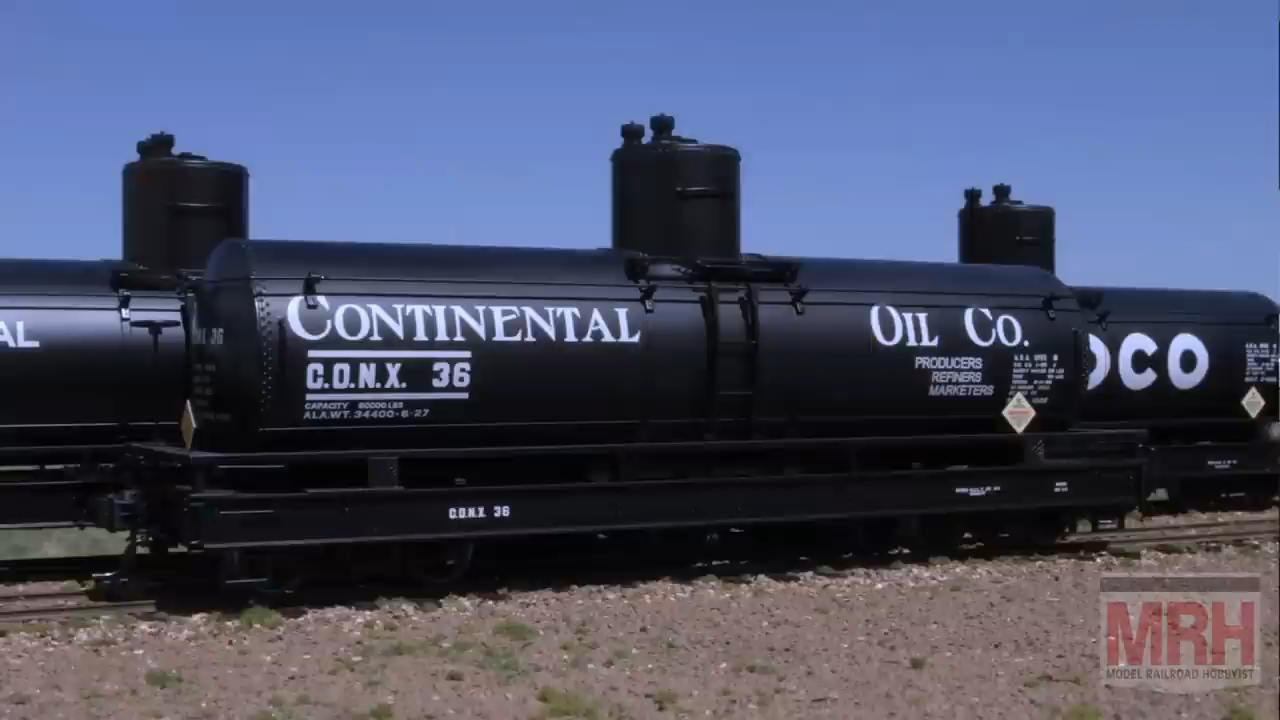 AL
CONTINENTAL OIL CO.
C.O.N.X. 36
PRODUCERS
REFINERS
MARKETERS
CAPACITY 80000 LBS
ALA.WT. 34400-6-27
OCO
C.O.N.X. 36
MRH
MODEL RAILROAD HOBBYIST